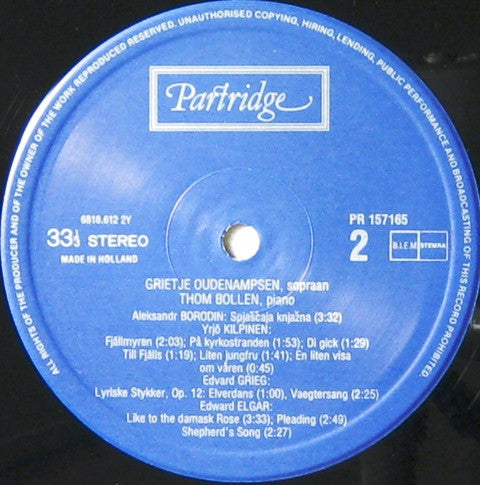 ALL RIGHTS OF THE PRODUCER AND OF THE OWNER OF THE WORK REPRODUCED RESERVED. UNAUTHORISED COPYING, HIRING, LENDING, PUBLIC PERFORMANCE AND BROADCASTING OF THIS RECORD PROHIBITED.
Partridge
6818.612 2Y
PR 157165
33⅓ STEREO
2
B.I.E.M. STEMRA
MADE IN HOLLAND
GRIETJE OUDENAMPSEN, sopraan
THOM BOLLEN, piano
Aleksandr BORODIN: Spjaščaja knjažna (3:32)
Yrjö KILPINEN:
Fjällmyren (2:03); På kyrkostranden (1:53); Di gick (1:29)
Till Fjälls (1:19); Liten jungfru (1:41); En liten visa
om våren (0:45)
Edvard GRIEG:
Lyriske Stykker, Op. 12: Elverdans (1:00), Vaegtersang (2:25)
Edward ELGAR:
Like to the damask Rose (3:33); Pleading (2:49)
Shepherd's Song (2:27)